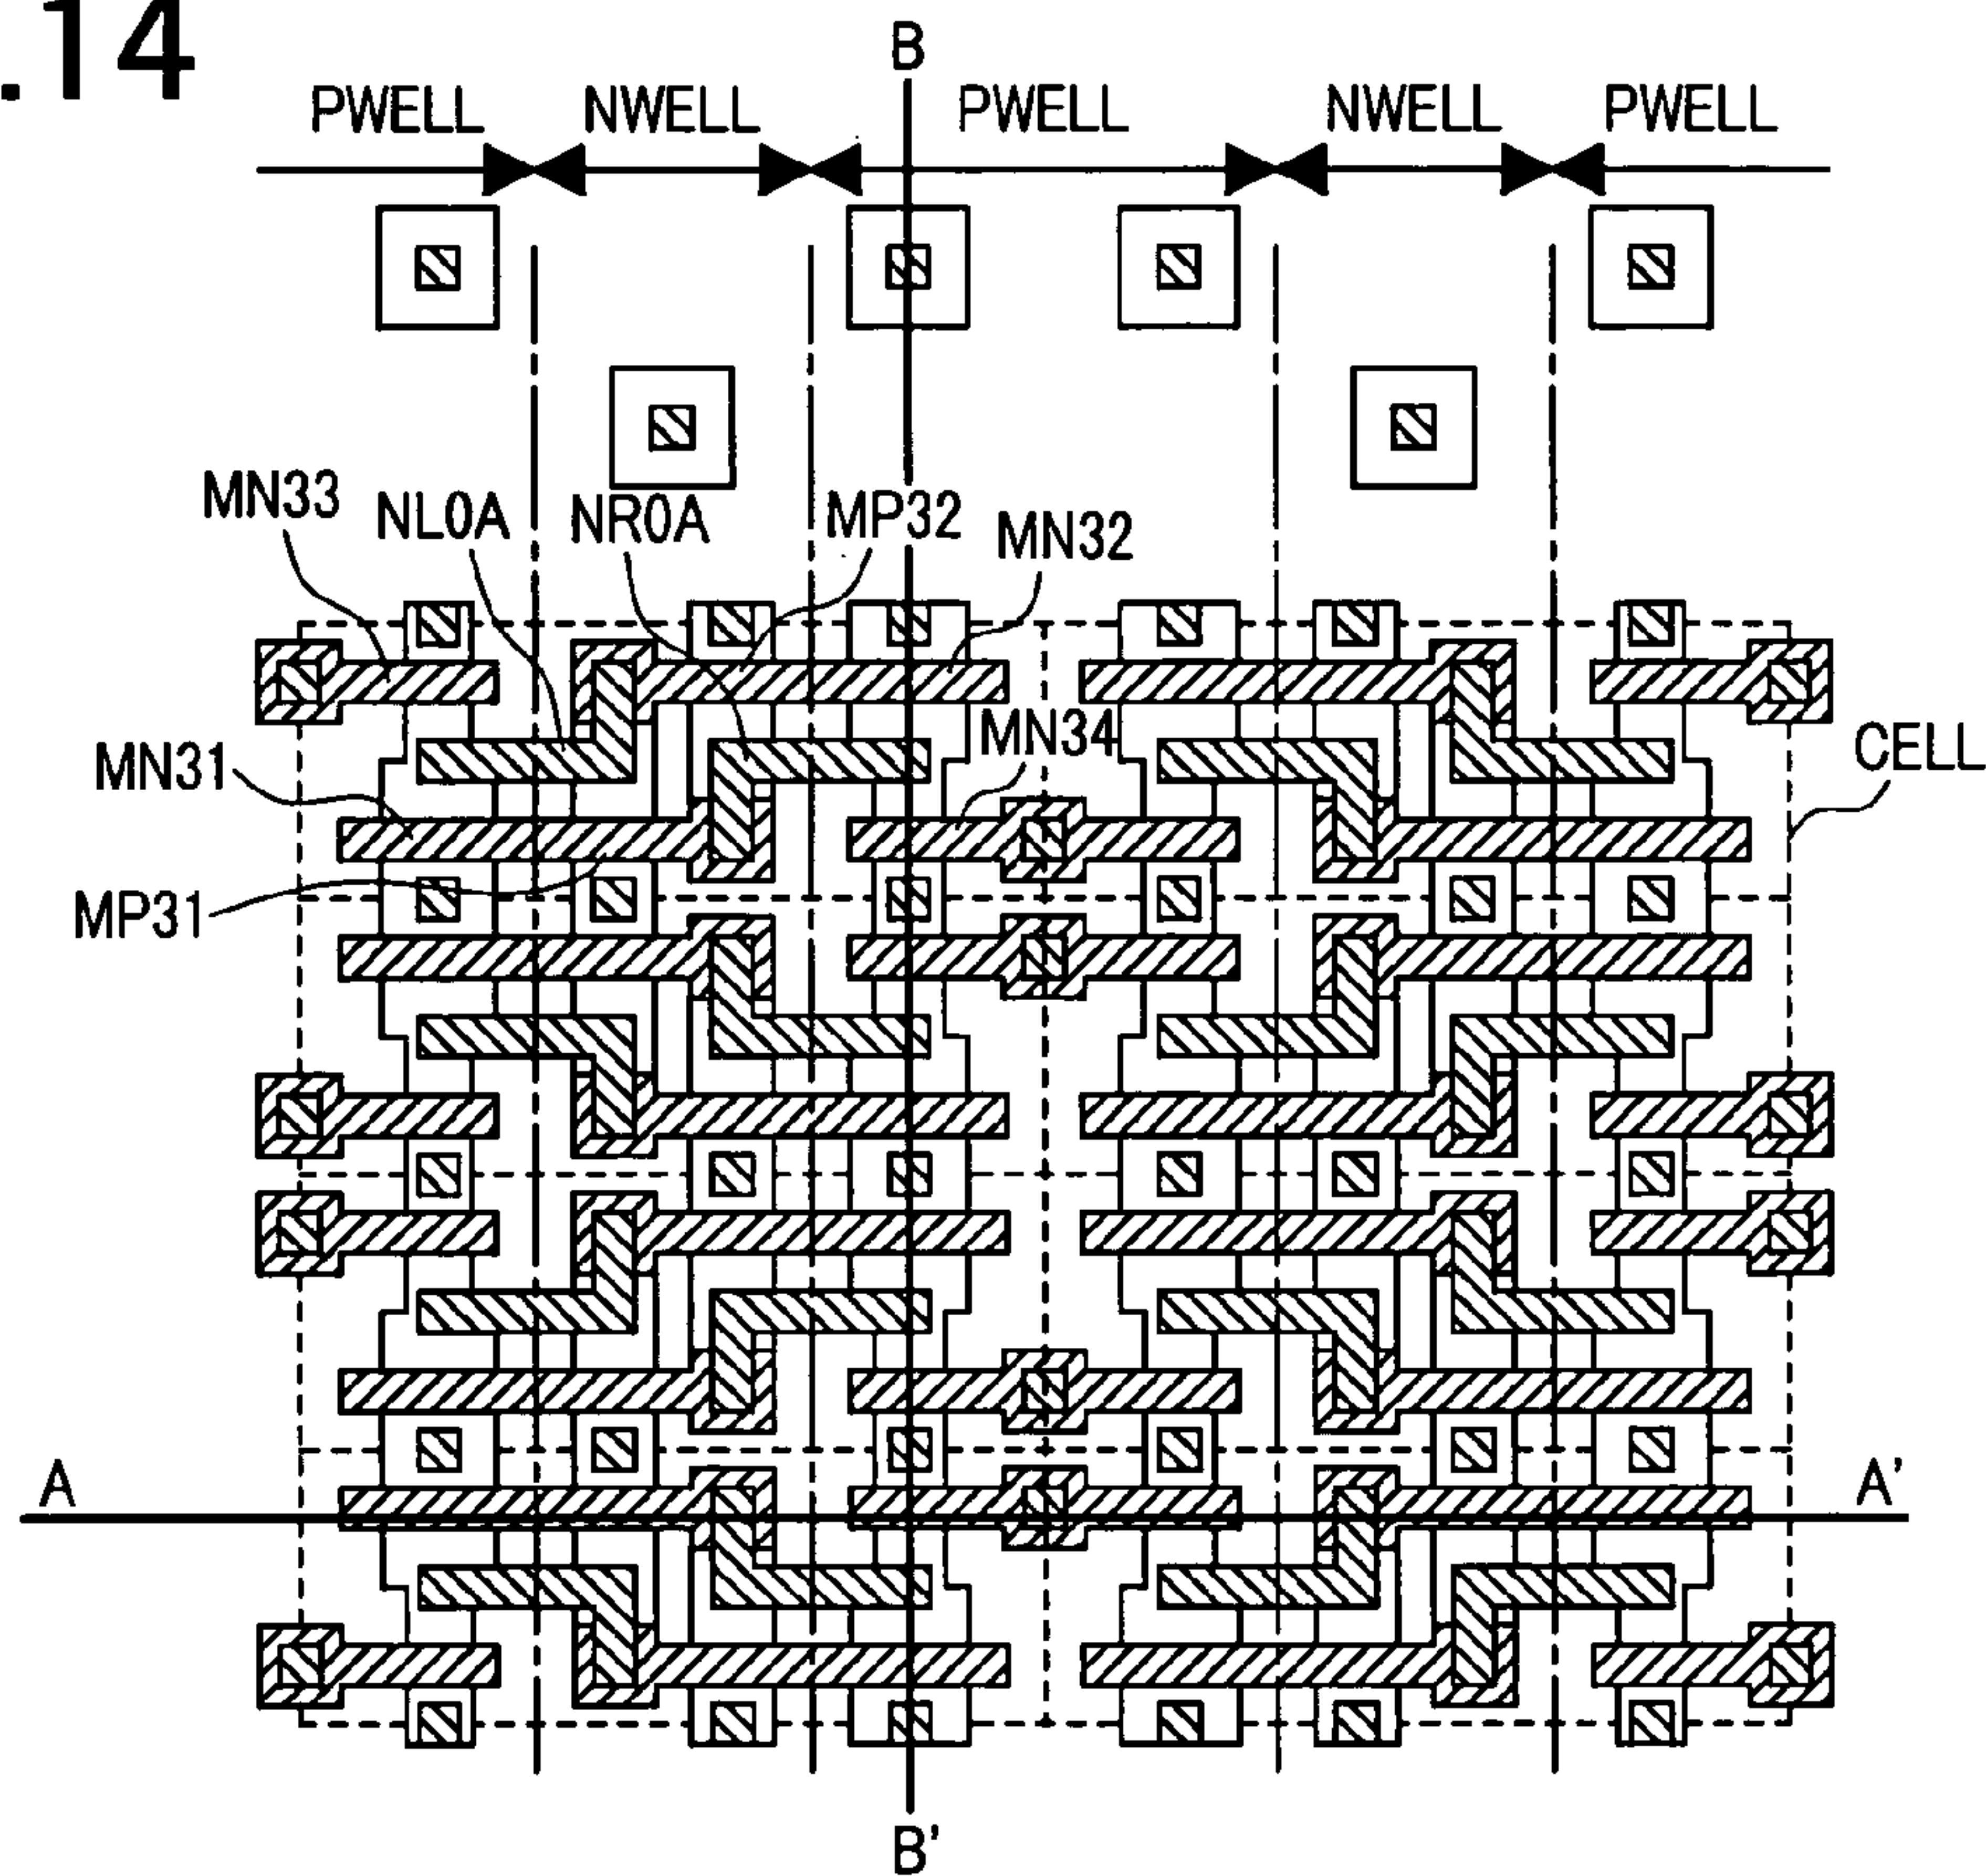 .14
B
PWELL NWELL PWELL NWELL PWELL
MN33 NL0A NR0A MP32 MN32
MN34
MN31 CELL
MP31
A A'
B'